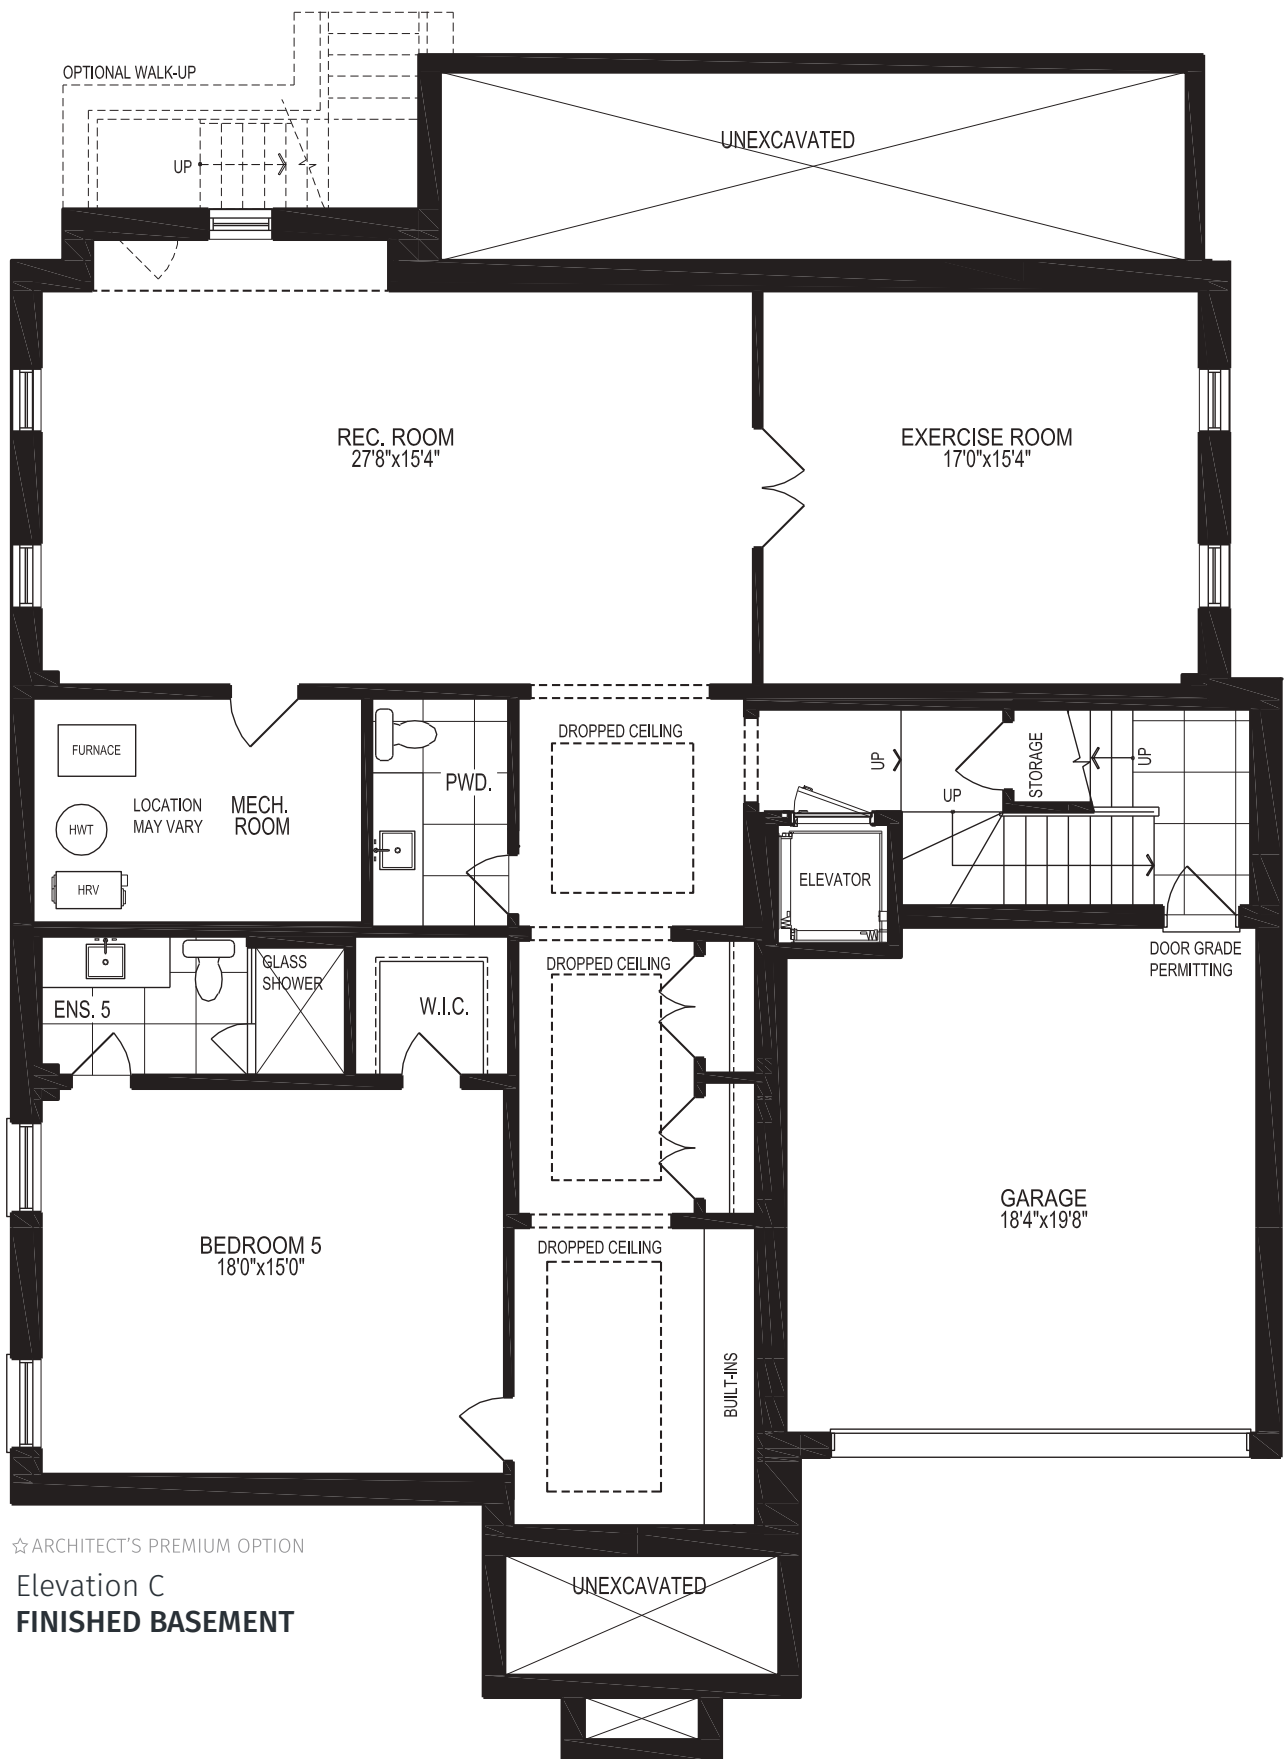 OPTIONAL WALK-UP
UNEXCAVATED
UP
REC. ROOM
27'8"x15'4"
EXERCISE ROOM
17'0"x15'4"
FURNACE
LOCATION
MAY VARY
MECH.
ROOM
HWT
HRV
PWD.
DROPPED CEILING
UP
STORAGE
UP
UP
ELEVATOR
DOOR GRADE
PERMITTING
GLASS
SHOWER
ENS. 5
W.I.C.
DROPPED CEILING
GARAGE
18'4"x19'8"
BEDROOM 5
18'0"x15'0"
DROPPED CEILING
BUILT-INS
☆ ARCHITECT'S PREMIUM OPTION
Elevation C
FINISHED BASEMENT
UNEXCAVATED